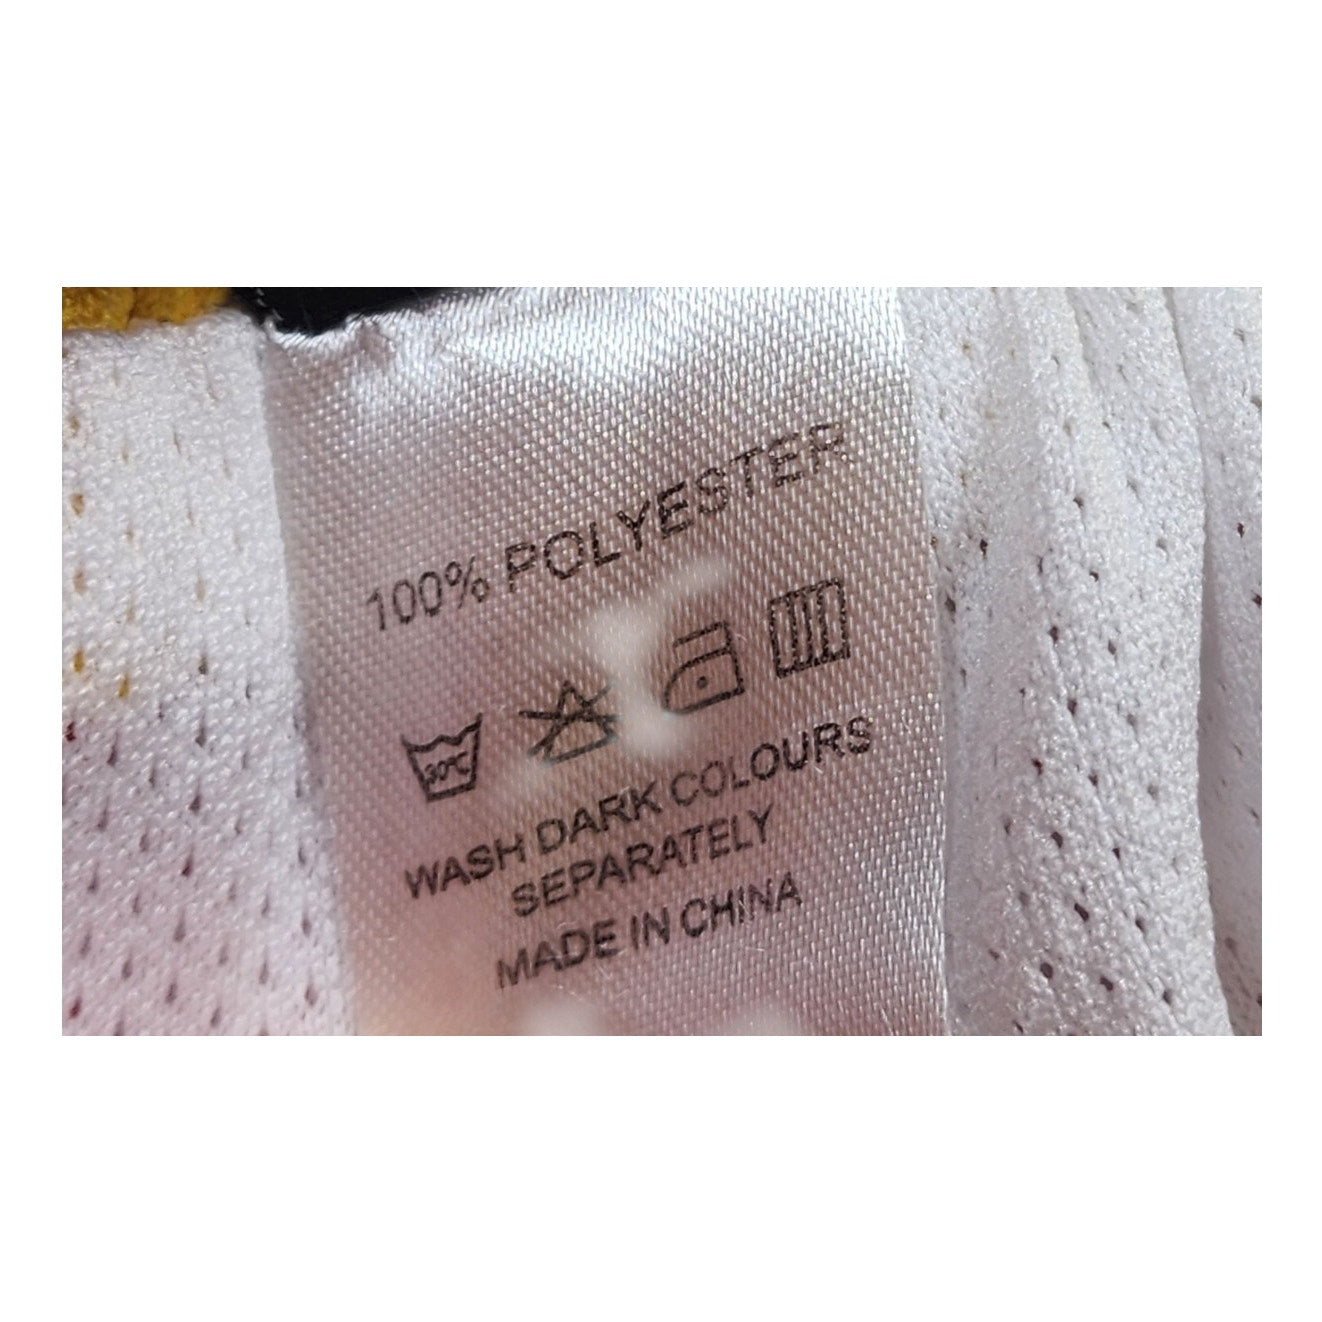 100% POLYESTER
30°C
WASH DARK COLOURS
SEPARATELY
MADE IN CHINA